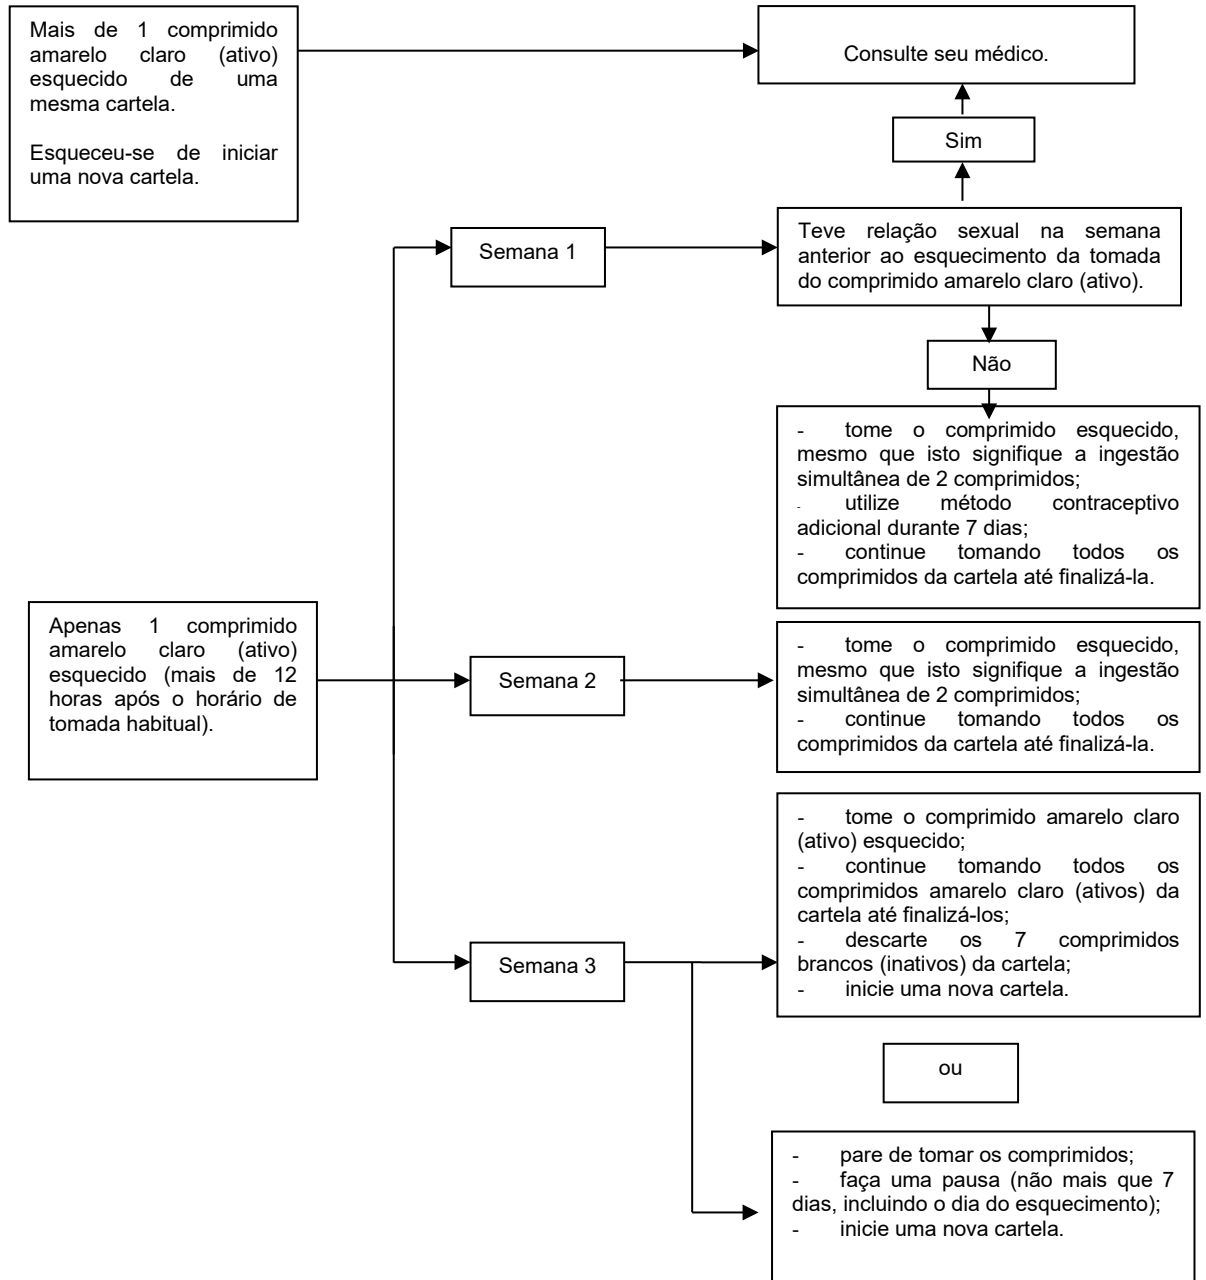 Mais de 1 comprimido
amarelo claro (ativo)
esquecido de uma
mesma cartela.
Esqueceu-se de iniciar
uma nova cartela.
Consulte seu médico.
Sim
Teve relação sexual na semana
anterior ao esquecimento da tomada
do comprimido amarelo claro (ativo).
Semana 1
Não
- tome o comprimido esquecido,
mesmo que isto signifique a ingestão
simultânea de 2 comprimidos;
- utilize método contraceptivo
adicional durante 7 dias;
- continue tomando todos os
comprimidos da cartela até finalizá-la.
Apenas 1 comprimido
amarelo claro (ativo)
esquecido (mais de 12
horas após o horário de
tomada habitual).
Semana 2
- tome o comprimido esquecido,
mesmo que isto signifique a ingestão
simultânea de 2 comprimidos;
- continue tomando todos os
comprimidos da cartela até finalizá-la.
Semana 3
- tome o comprimido amarelo claro
(ativo) esquecido;
- continue tomando todos os
comprimidos amarelo claro (ativos) da
cartela até finalizá-los;
- descarte os 7 comprimidos
brancos (inativos) da cartela;
- inicie uma nova cartela.
ou
- pare de tomar os comprimidos;
- faça uma pausa (não mais que 7
dias, incluindo o dia do esquecimento);
- inicie uma nova cartela.